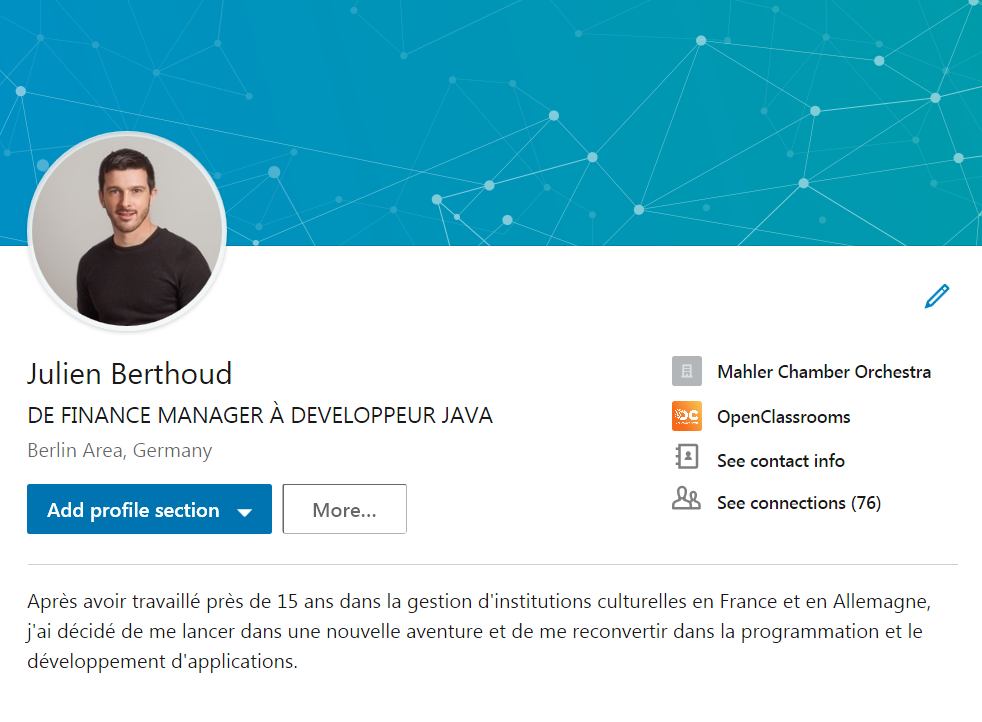 Julien Berthoud
DE FINANCE MANAGER À DEVELOPPEUR JAVA
Berlin Area, Germany
Add profile section
More...
Mahler Chamber Orchestra
OC
OpenClassrooms
See contact info
See connections (76)
Après avoir travaillé près de 15 ans dans la gestion d'institutions culturelles en France et en Allemagne,
j'ai décidé de me lancer dans une nouvelle aventure et de me reconvertir dans la programmation et le
développement d'applications.